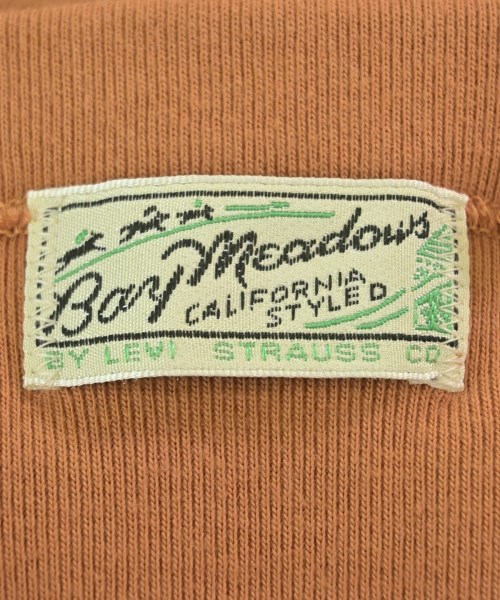 Bay Meadows
CALIFORNIA
STYLED
BY LEVI STRAUSS CO